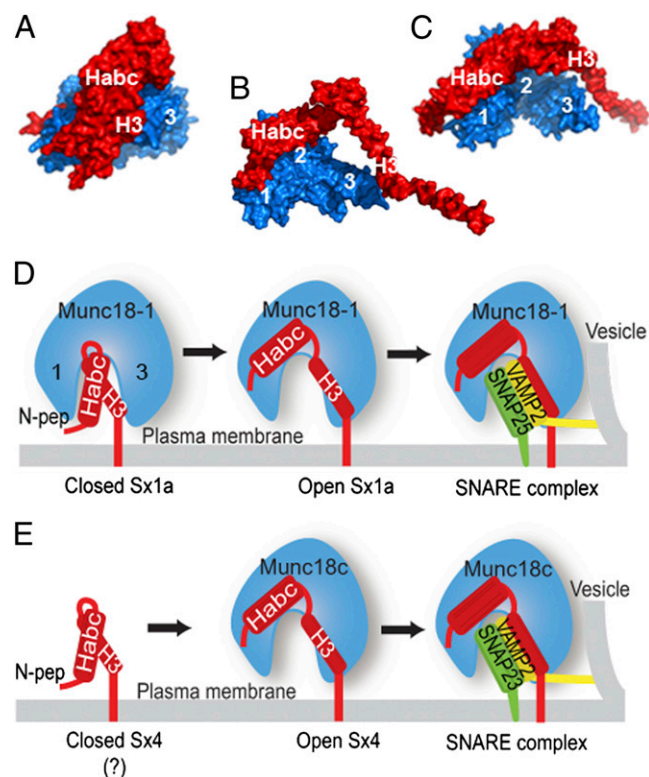 A
Habc
H3
3
B
Habc
2
1
3
H3
C
Habc
H3
2
1
3
D
Munc18-1
1
3
Habc
H3
N-pep
Plasma membrane
Closed Sx1a
Munc18-1
Habc
H3
Open Sx1a
Munc18-1
Vesicle
VAMP2
SNAP25
SNARE complex
E
Habc
H3
N-pep
Plasma membrane
Closed Sx4
(?)
Munc18c
Habc
H3
Open Sx4
Munc18c
Vesicle
VAMP2
SNAP23
SNARE complex